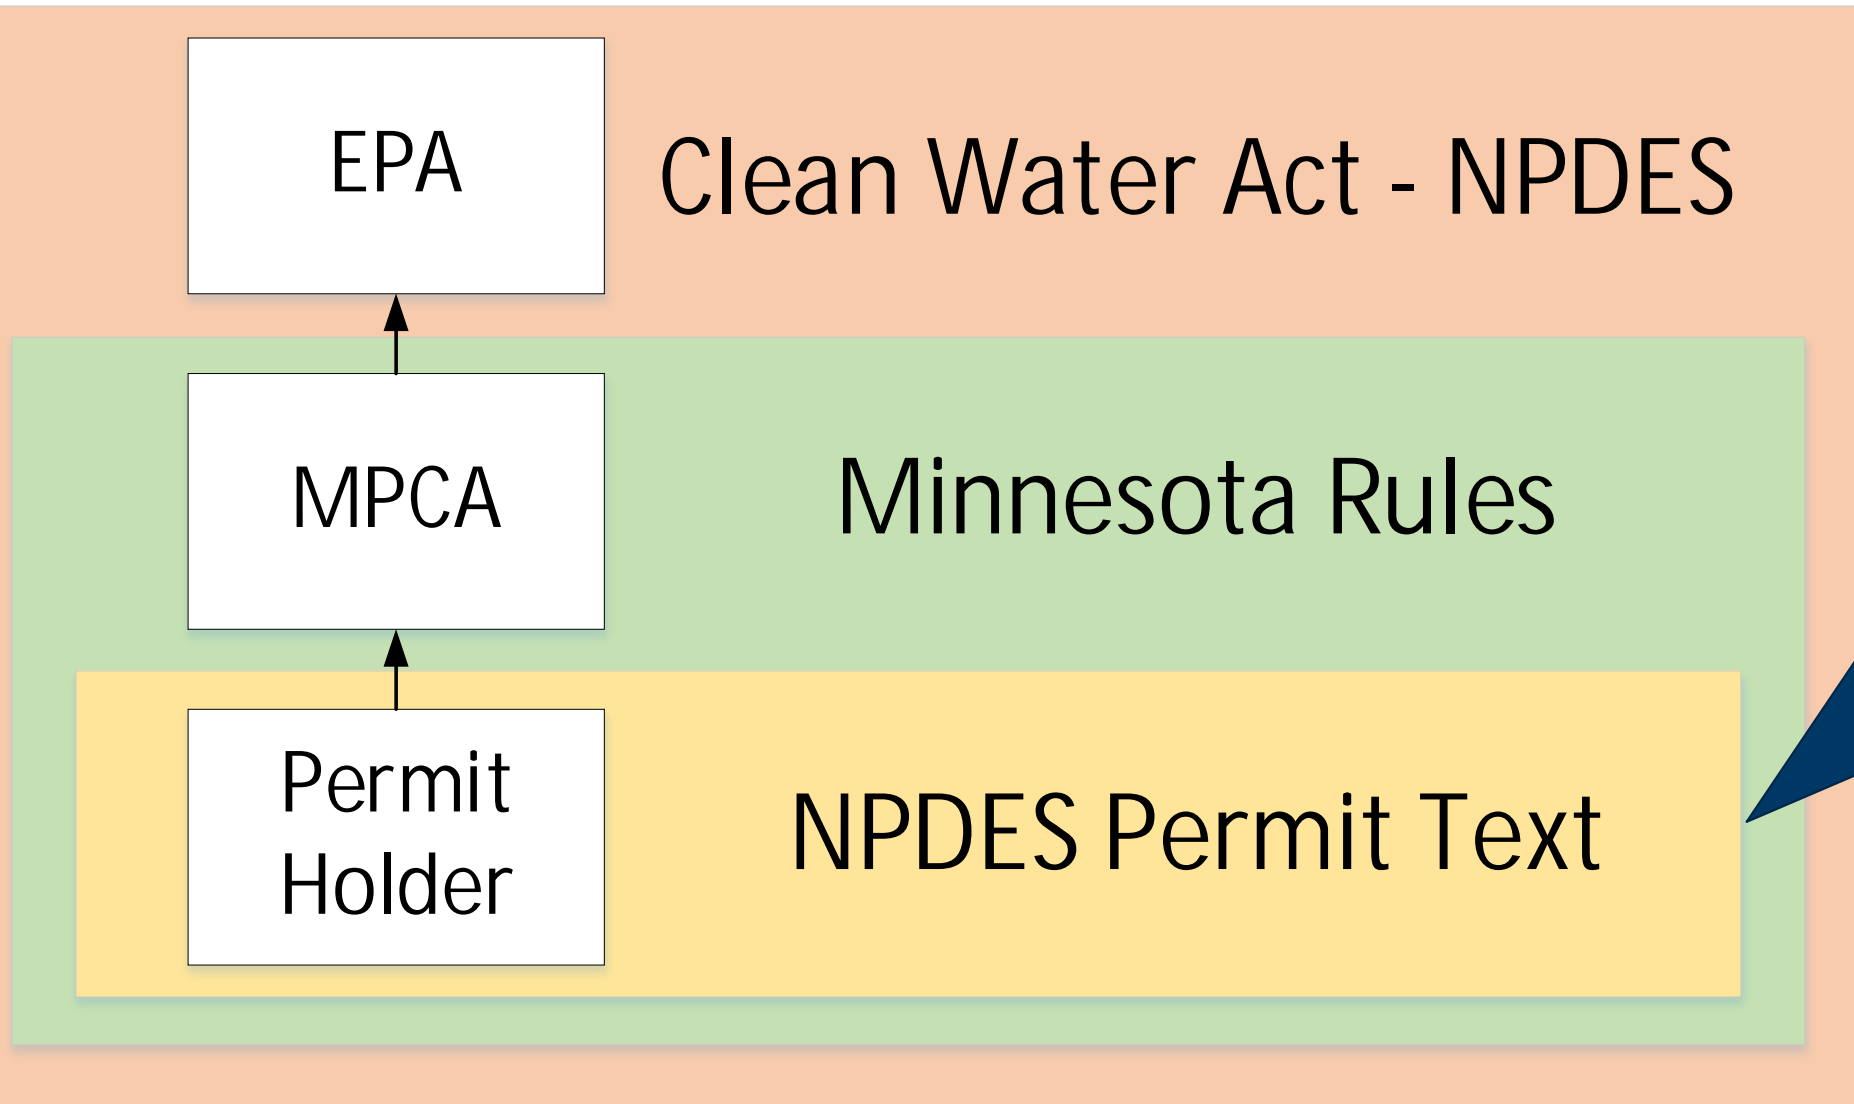 EPA
Clean Water Act - NPDES
MPCA
Minnesota Rules
Permit
Holder
NPDES Permit Text